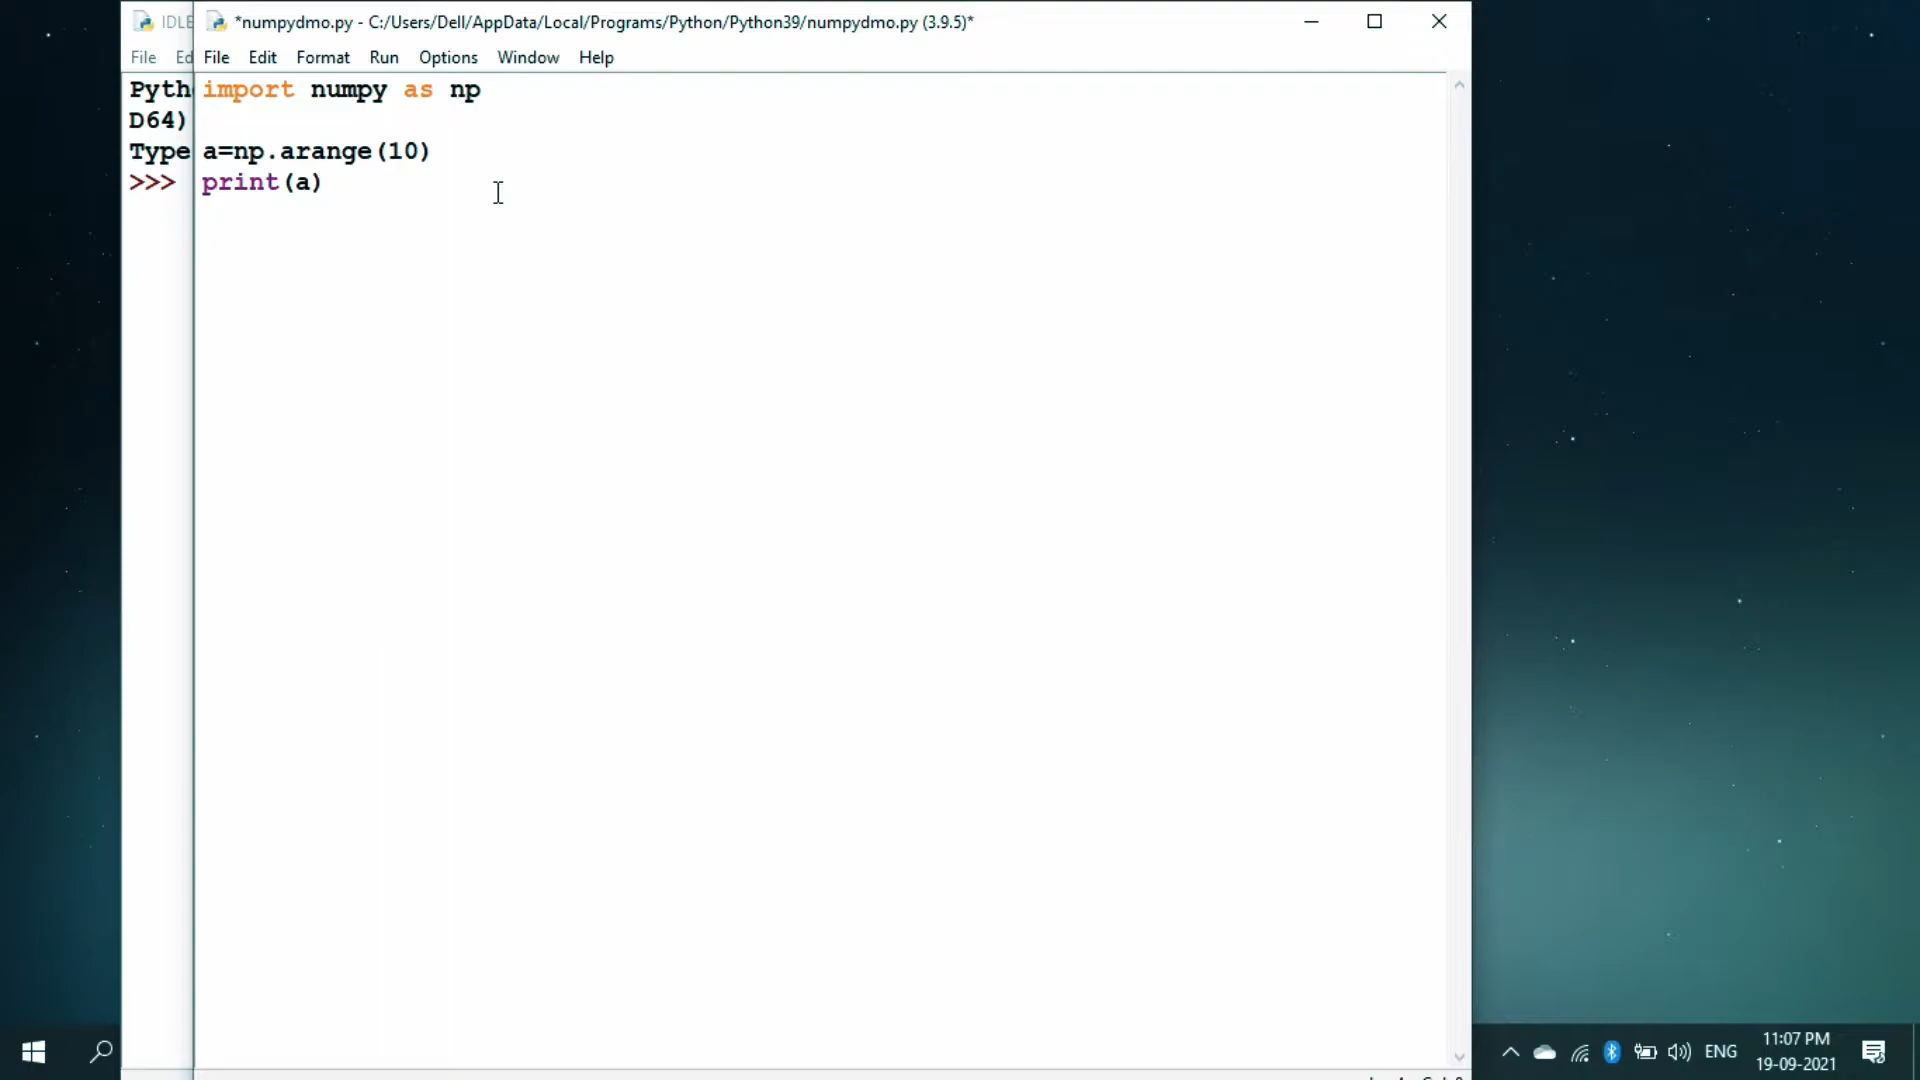 IDLE
File Ed
Pyth
D64)
Type
>>>
*numpydmo.py - C:/Users/Dell/AppData/Local/Programs/Python/Python39/numpydmo.py (3.9.5)*
File Edit Format Run Options Window Help
import numpy as np
a=np.arange(10)
print(a)
ENG
11:07 PM
19-09-2021